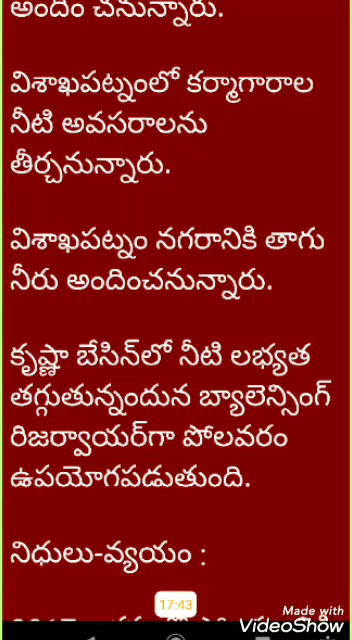 అందిం చనున్నారు.
విశాఖపట్నంలో కర్మాగారాల
నీటి అవసరాలను
తీర్చనున్నారు.
విశాఖపట్నం నగరానికి తాగు
నీరు అందించనున్నారు.
కృష్ణా బేసిన్‌లో నీటి లభ్యత
తగ్గుతున్నందున బ్యాలెన్సింగ్
రిజర్వాయర్‌గా పోలవరం
ఉపయోగపడుతుంది.
నిధులు-వ్యయం :
17:43
Made with
VideoShow